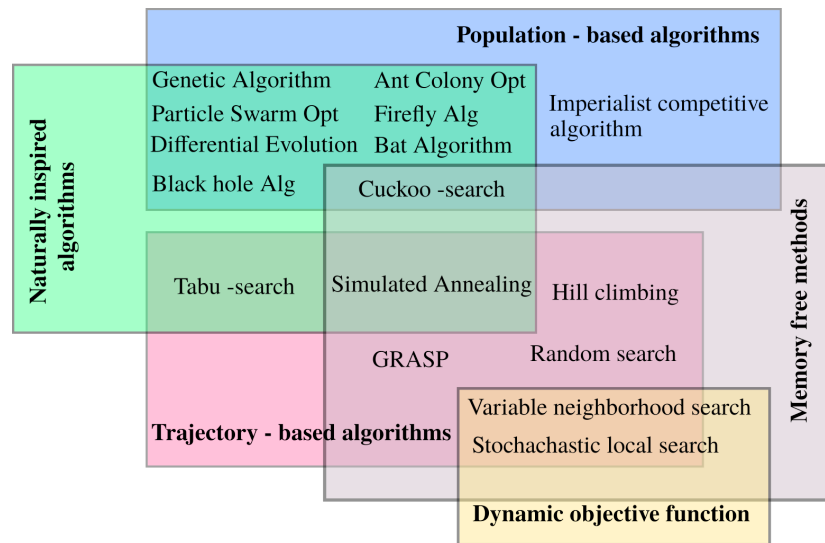 Population - based algorithms
Genetic Algorithm
Ant Colony Opt
Particle Swarm Opt
Firefly Alg
Imperialist competitive
algorithm
Differential Evolution
Bat Algorithm
Black hole Alg
Cuckoo -search
Naturally inspired
algorithms
Memory free methods
Tabu -search
Simulated Annealing
Hill climbing
GRASP
Random search
Variable neighborhood search
Trajectory - based algorithms
Stochachastic local search
Dynamic objective function